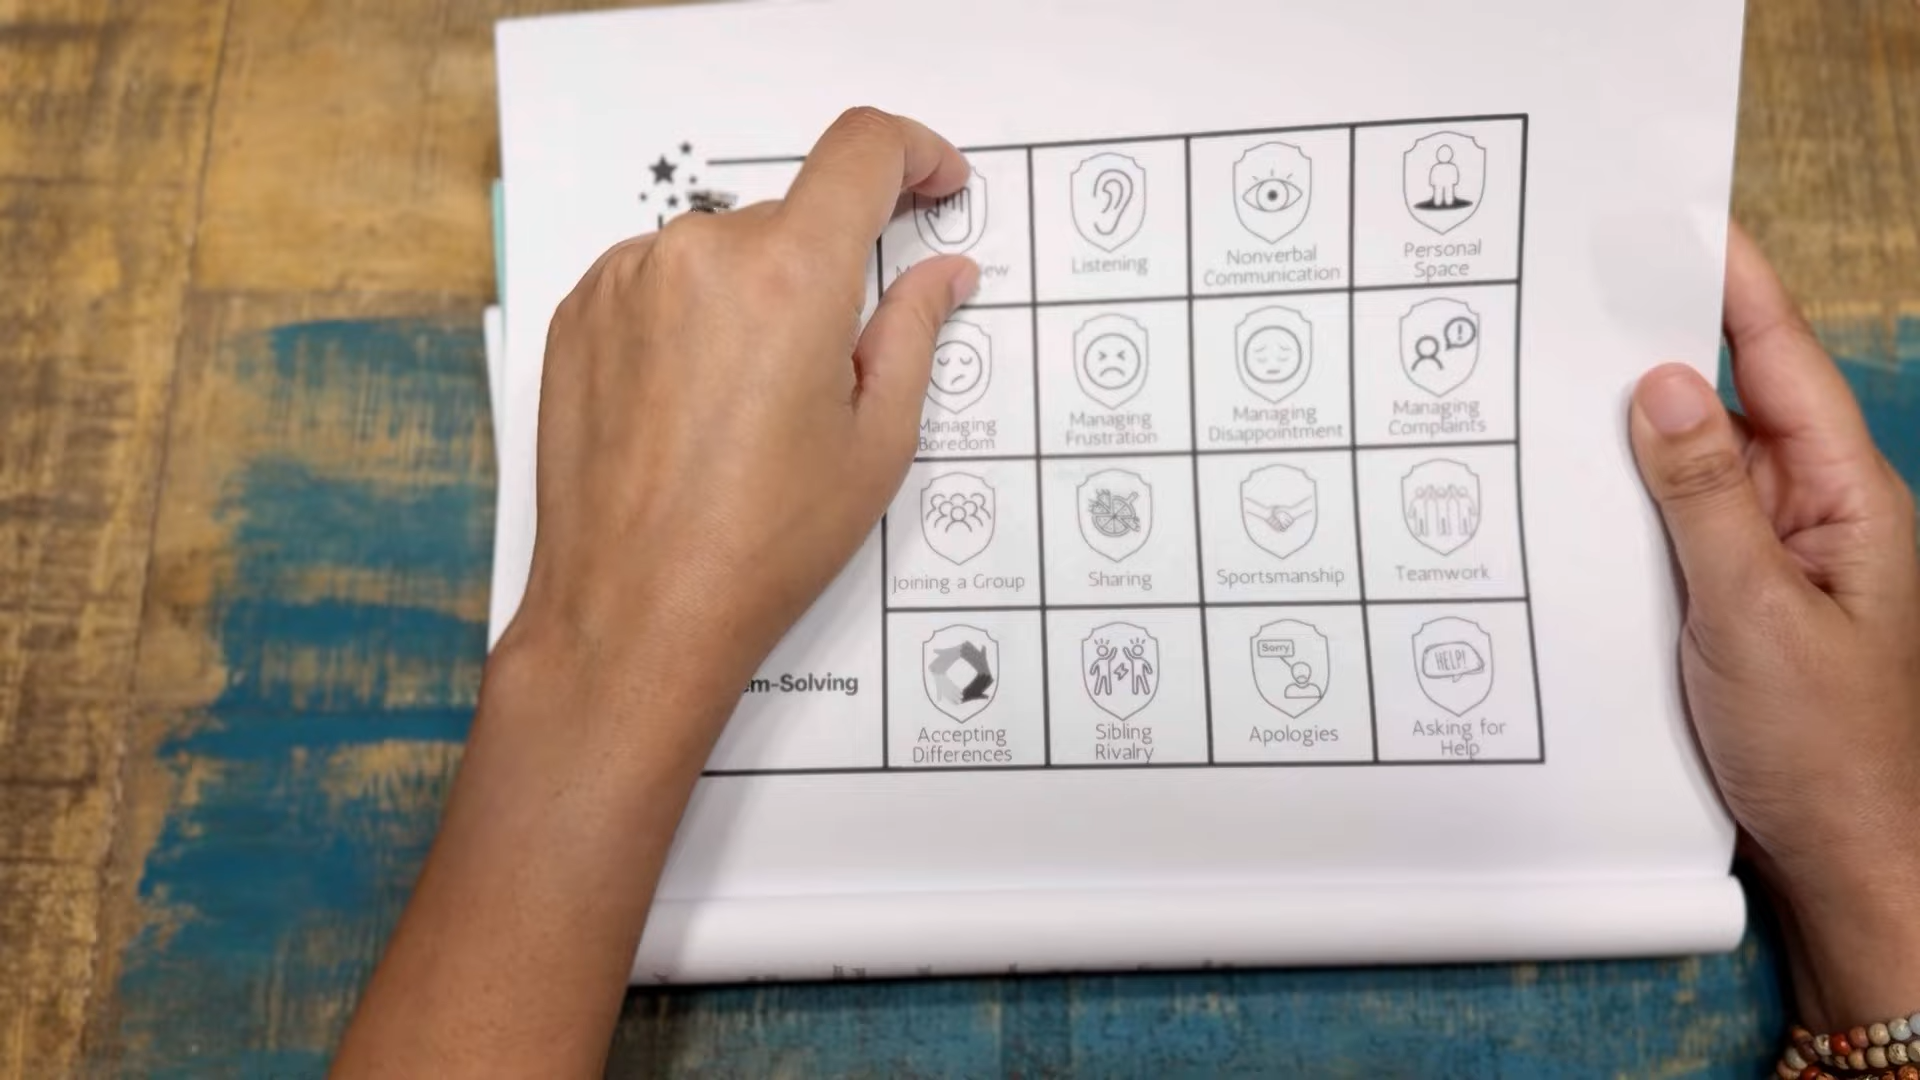 Listening
Nonverbal
Communication
Personal
Space
Managing
Boredom
Managing
Frustration
Managing
Disappointment
Managing
Complaints
Joining a Group
Sharing
Sportsmanship
Teamwork
m-Solving
Sorry
HELP!
Accepting
Differences
Sibling
Rivalry
Apologies
Asking for
Help